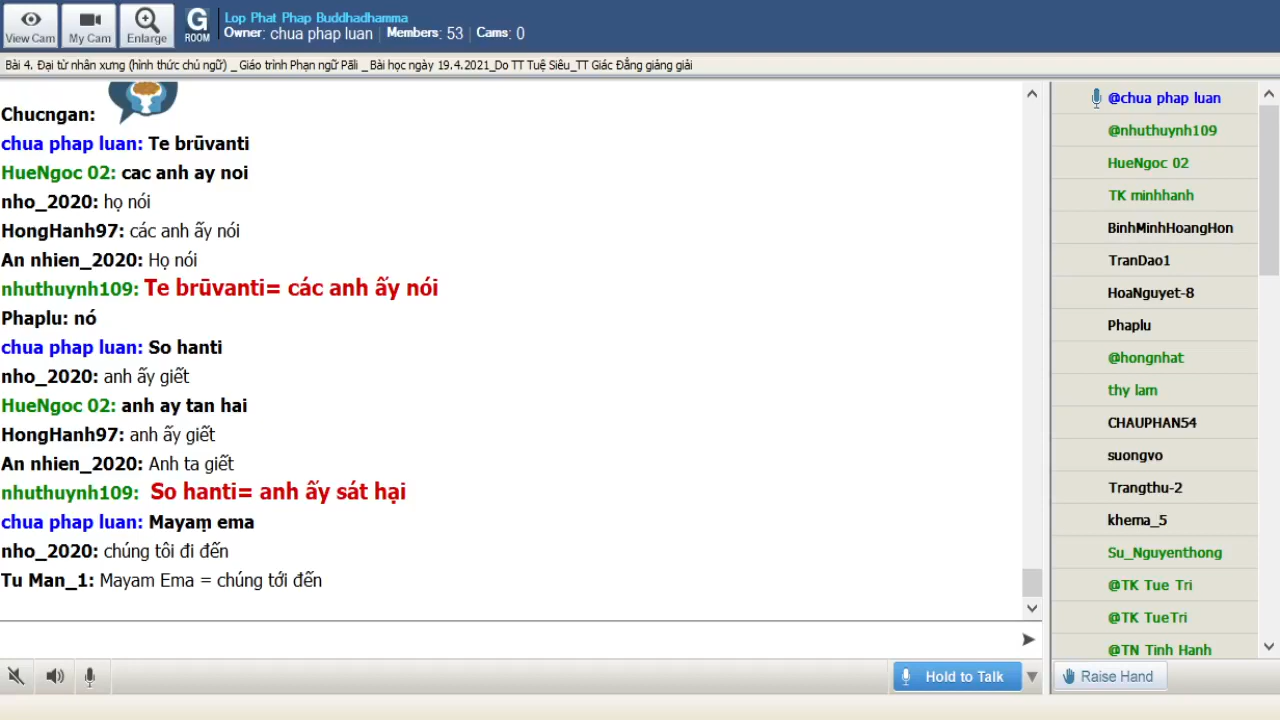 View Cam
My Cam
Enlarge
G
ROOM
Lop Phat Phap Buddhadhamma
Owner: chua phap luan | Members: 53 | Cams: 0
Bài 4. Đại từ nhân xưng (hình thức chủ ngữ) _ Giáo trình Phạn ngữ Pāli _ Bài học ngày 19.4.2021_Do TT Tuệ Siêu_TT Giác Đẳng giảng giải
Chucngan:
chua phap luan: Te brūvanti
HueNgoc 02: cac anh ay noi
nho_2020: họ nói
HongHanh97: các anh ấy nói
An nhien_2020: Họ nói
nhuthuynh109: Te brūvanti= các anh ấy nói
Phaplu: nó
chua phap luan: So hanti
nho_2020: anh ấy giết
HueNgoc 02: anh ay tan hai
HongHanh97: anh ấy giết
An nhien_2020: Anh ta giết
nhuthuynh109: So hanti= anh ấy sát hại
chua phap luan: Mayaṃ ema
nho_2020: chúng tôi đi đến
Tu Man_1: Mayam Ema = chúng tới đến
Hold to Talk
@chua phap luan
@nhuthuynh109
HueNgoc 02
TK minhhanh
BinhMinhHoangHon
TranDao1
HoaNguyet-8
Phaplu
@hongnhat
thy lam
CHAUPHAN54
suongvo
Trangthu-2
khema_5
Su_Nguyenthong
@TK Tue Tri
@TK TueTri
@TN Tinh Hanh
Raise Hand